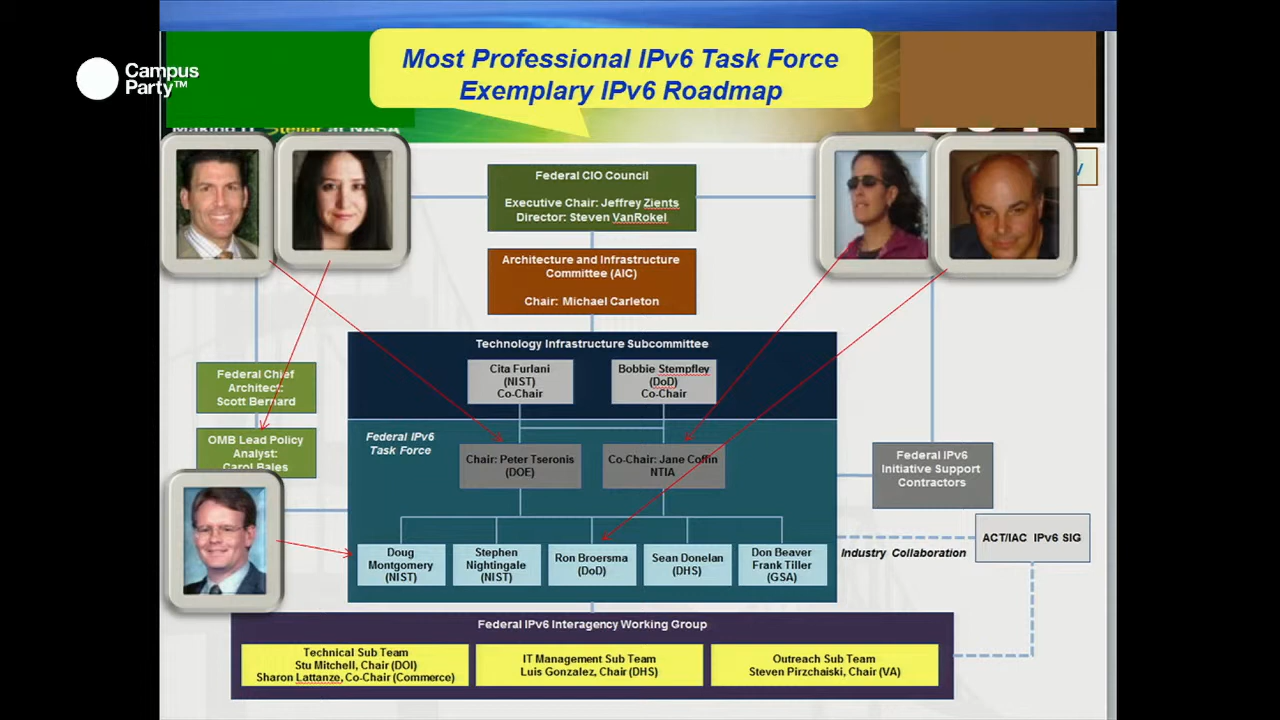 Most Professional IPv6 Task Force
Exemplary IPv6 Roadmap
Campus
Party™
Making IT Stellar at NASA
Federal CIO Council
Executive Chair: Jeffrey Zients
Director: Steven VanRokel
Architecture and Infrastructure
Committee (AIC)
Chair: Michael Carleton
Technology Infrastructure Subcommittee
Cita Furlani
(NIST)
Co-Chair
Bobbie Stempfley
(DoD)
Co-Chair
Federal Chief
Architect:
Scott Bernard
OMB Lead Policy
Analyst:
Carol Bales
Federal IPv6
Task Force
Chair: Peter Tseronis
(DOE)
Co-Chair: Jane Coffin
NTIA
Federal IPv6
Initiative Support
Contractors
Doug
Montgomery
(NIST)
Stephen
Nightingale
(NIST)
Ron Broersma
(DoD)
Sean Donelan
(DHS)
Don Beaver
Frank Tiller
(GSA)
Industry Collaboration
ACT/IAC IPv6 SIG
Federal IPv6 Interagency Working Group
Technical Sub Team
Stu Mitchell, Chair (DOI)
Sharon Lattanze, Co-Chair (Commerce)
IT Management Sub Team
Luis Gonzalez, Chair (DHS)
Outreach Sub Team
Steven Pirzchaiski, Chair (VA)